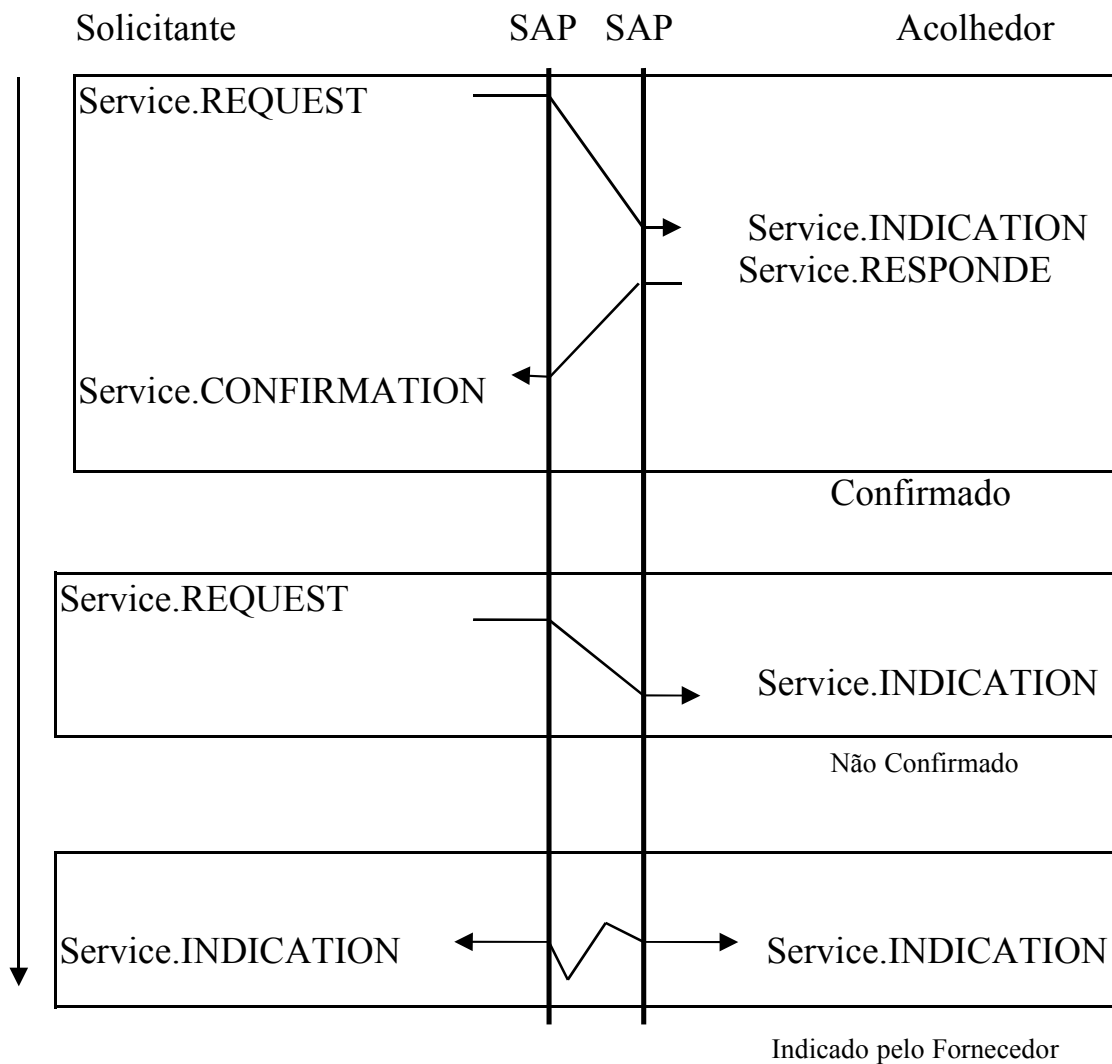 Solicitante SAP SAP Acolhedor
Service.REQUEST
Service.INDICATION
Service.RESPONDE
Service.CONFIRMATION
Confirmado
Service.REQUEST
Service.INDICATION
Não Confirmado
Service.INDICATION Service.INDICATION
Indicado pelo Fornecedor